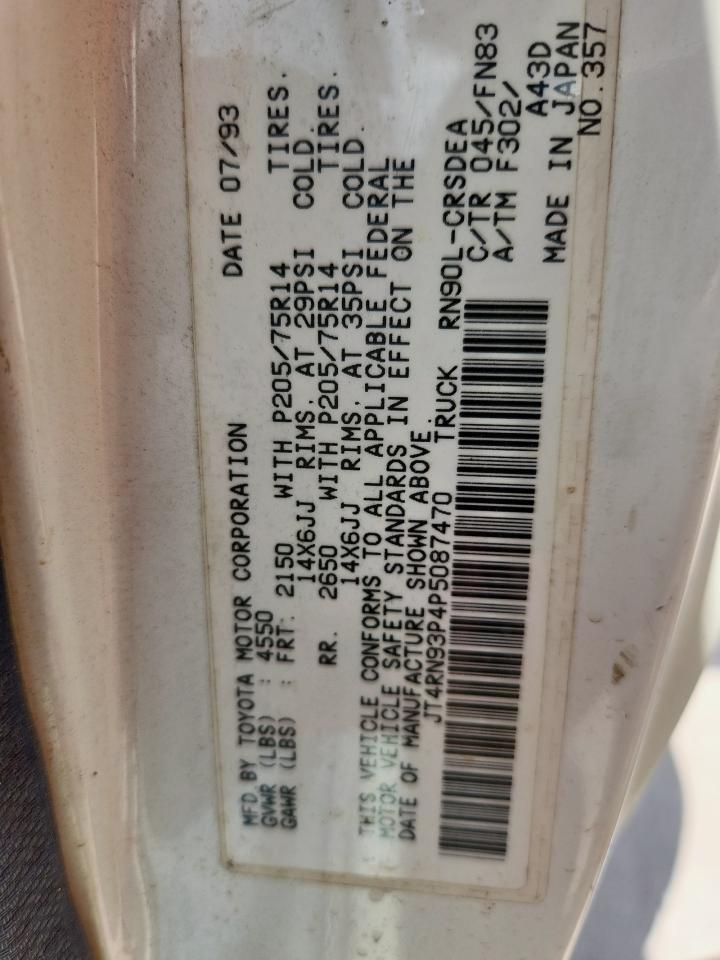 MFD BY TOYOTA MOTOR CORPORATION DATE 07/93
GVWR (LBS) : 4550
GAWR (LBS) : FRT. 2150 WITH P205/75R14 TIRES.
14X6JJ RIMS. AT 29PSI COLD.
RR. 2650 WITH P205/75R14 TIRES.
14X6JJ RIMS. AT 35PSI COLD.
THIS VEHICLE CONFORMS TO ALL APPLICABLE FEDERAL
MOTOR VEHICLE SAFETY STANDARDS IN EFFECT ON THE
DATE OF MANUFACTURE SHOWN ABOVE.
JT4RN93P4P5087470 TRUCK RN90L-CRSDEA
C/TR 045/FN83
A/TM F302/
A43D
MADE IN JAPAN
NO.357